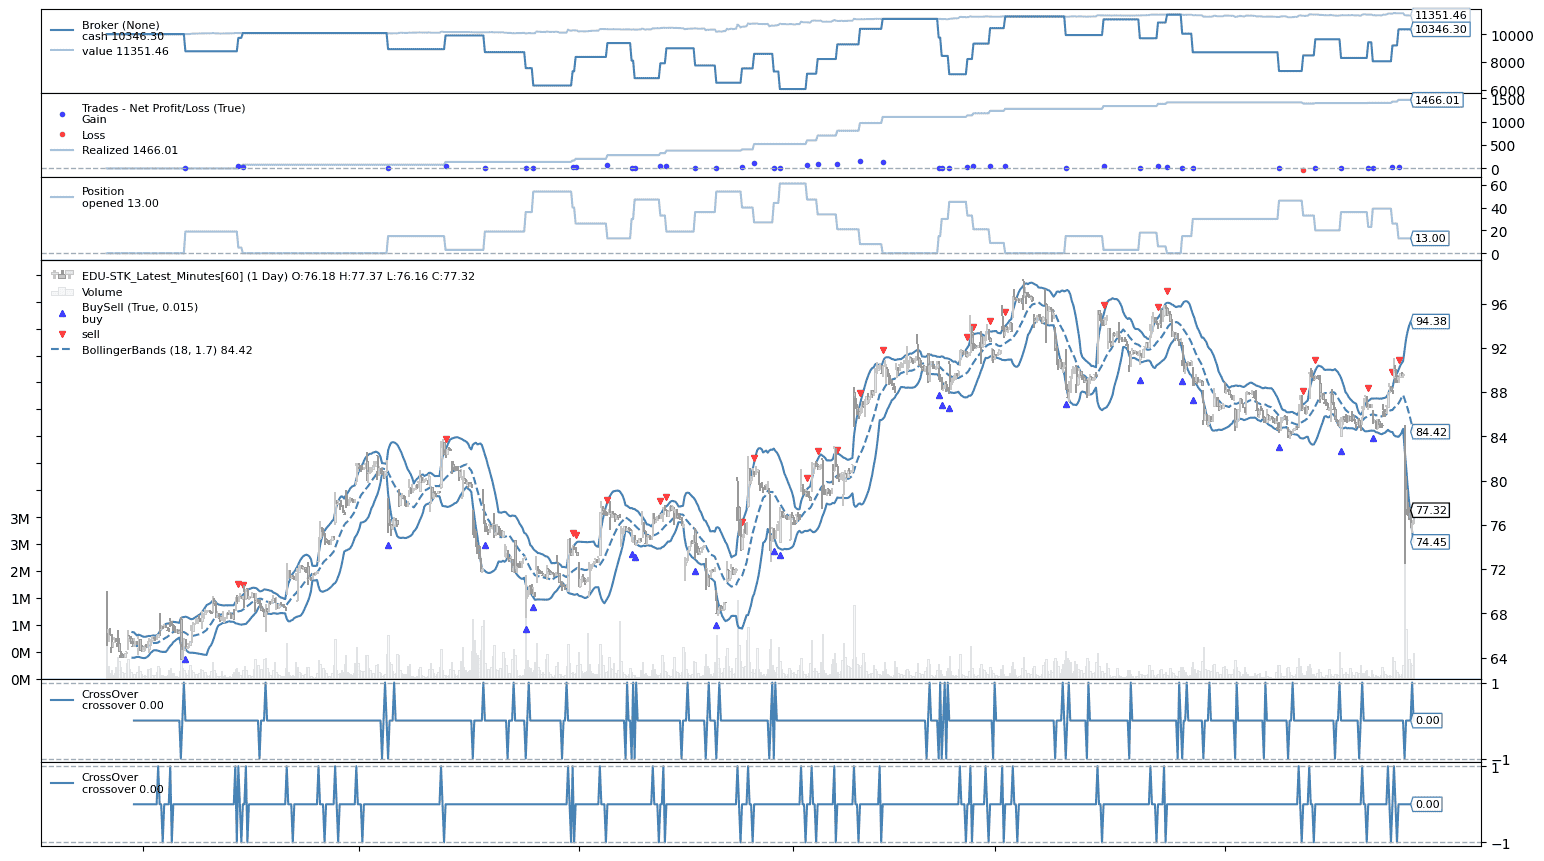 Broker (None)
cash 10346.30
value 11351.46
11351.46
10346.30
10000
8000
6000
Trades - Net Profit/Loss (True)
Gain
Loss
Realized 1466.01
1466.01
1500
1000
500
0
Position
opened 13.00
13.00
60
40
20
0
EDU-STK_Latest_Minutes[60] (1 Day) O:76.18 H:77.37 L:76.16 C:77.32
Volume
BuySell (True, 0.015)
buy
sell
BollingerBands (18, 1.7) 84.42
94.38
84.42
77.32
74.45
96
92
88
84
80
76
72
68
64
3M
3M
2M
1M
1M
0M
0M
CrossOver
crossover 0.00
0.00
1
−1
CrossOver
crossover 0.00
0.00
1
−1